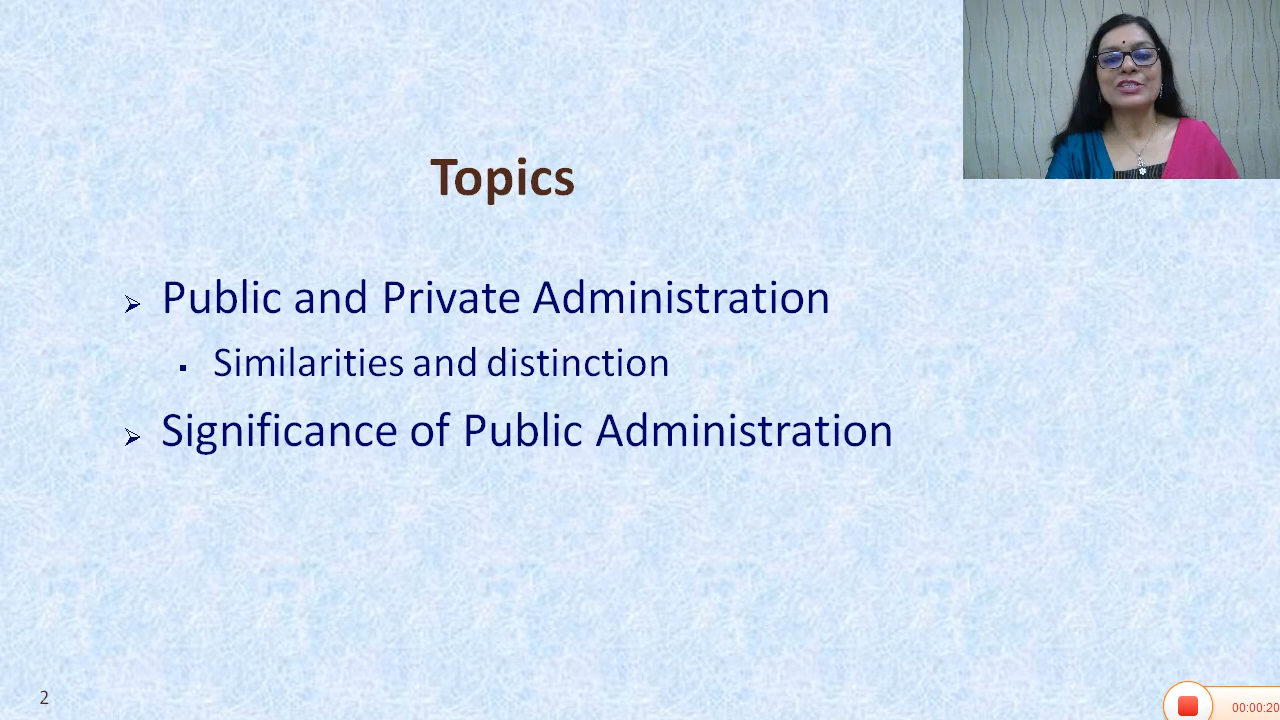 Topics
Public and Private Administration
Similarities and distinction
Significance of Public Administration
2
00:00:20